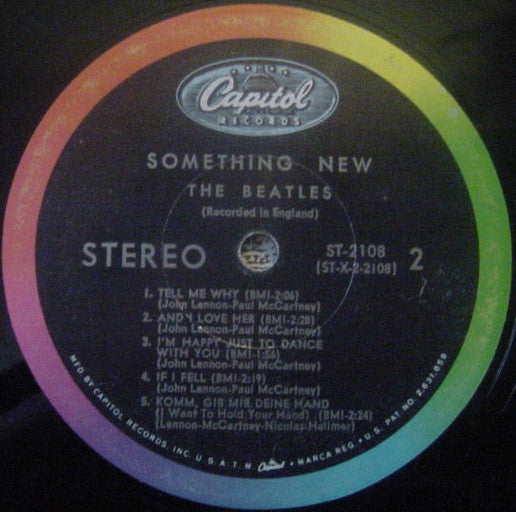 Capitol
RECORDS
SOMETHING NEW
THE BEATLES
(Recorded in England)
STEREO
ST-2108
(ST-X-2-2108)
2
1. TELL ME WHY (BMI-2:06)
(John Lennon-Paul McCartney)
2. AND I LOVE HER (BMI-2:28)
(John Lennon-Paul McCartney)
3. I'M HAPPY JUST TO DANCE
WITH YOU (BMI-1:56)
(John Lennon-Paul McCartney)
4. IF I FELL (BMI-2:19)
(John Lennon-Paul McCartney)
5. KOMM, GIB MIR DEINE HAND
(I Want To Hold Your Hand) (BMI-2:24)
(Lennon-McCartney-Nicolas-Hellmer)
MFD BY CAPITOL RECORDS, INC. U.S.A. T.M. Capitol • MARCA REG. • U.S. PAT. NO. 2,631,859